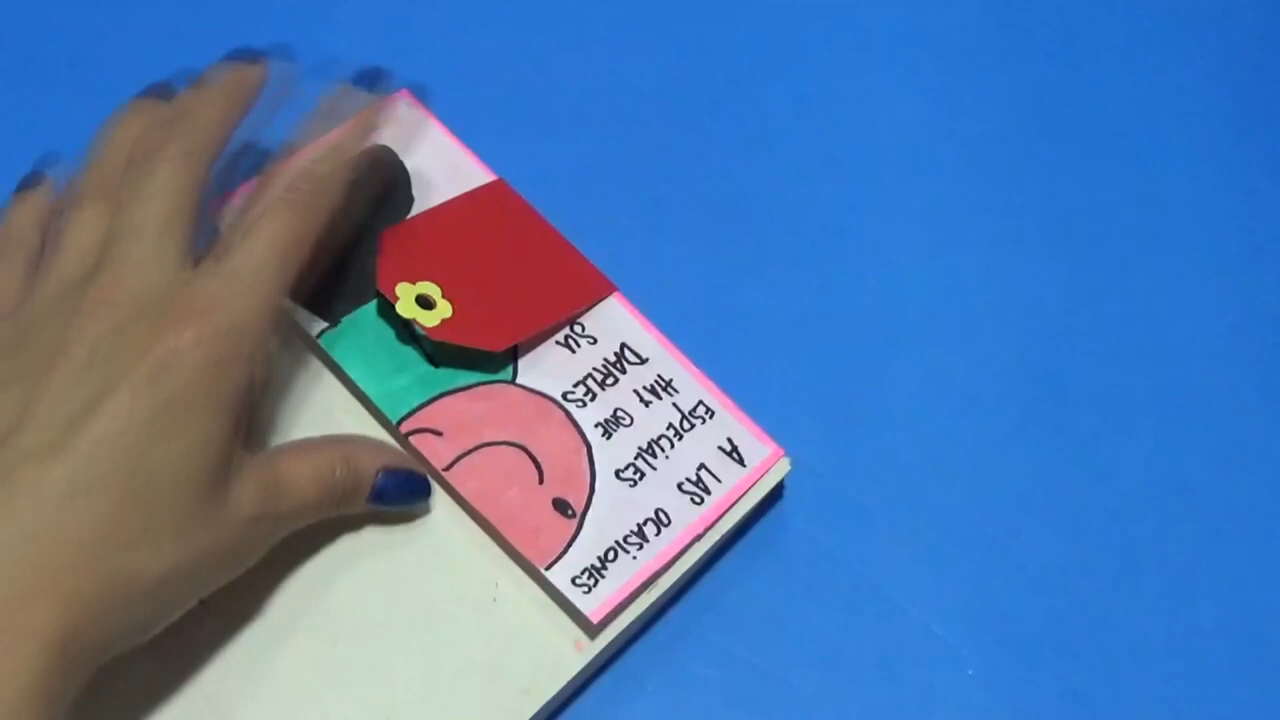 A LAS OCASIONES
ESPECIALES
HAY QUE
DARLES
SU